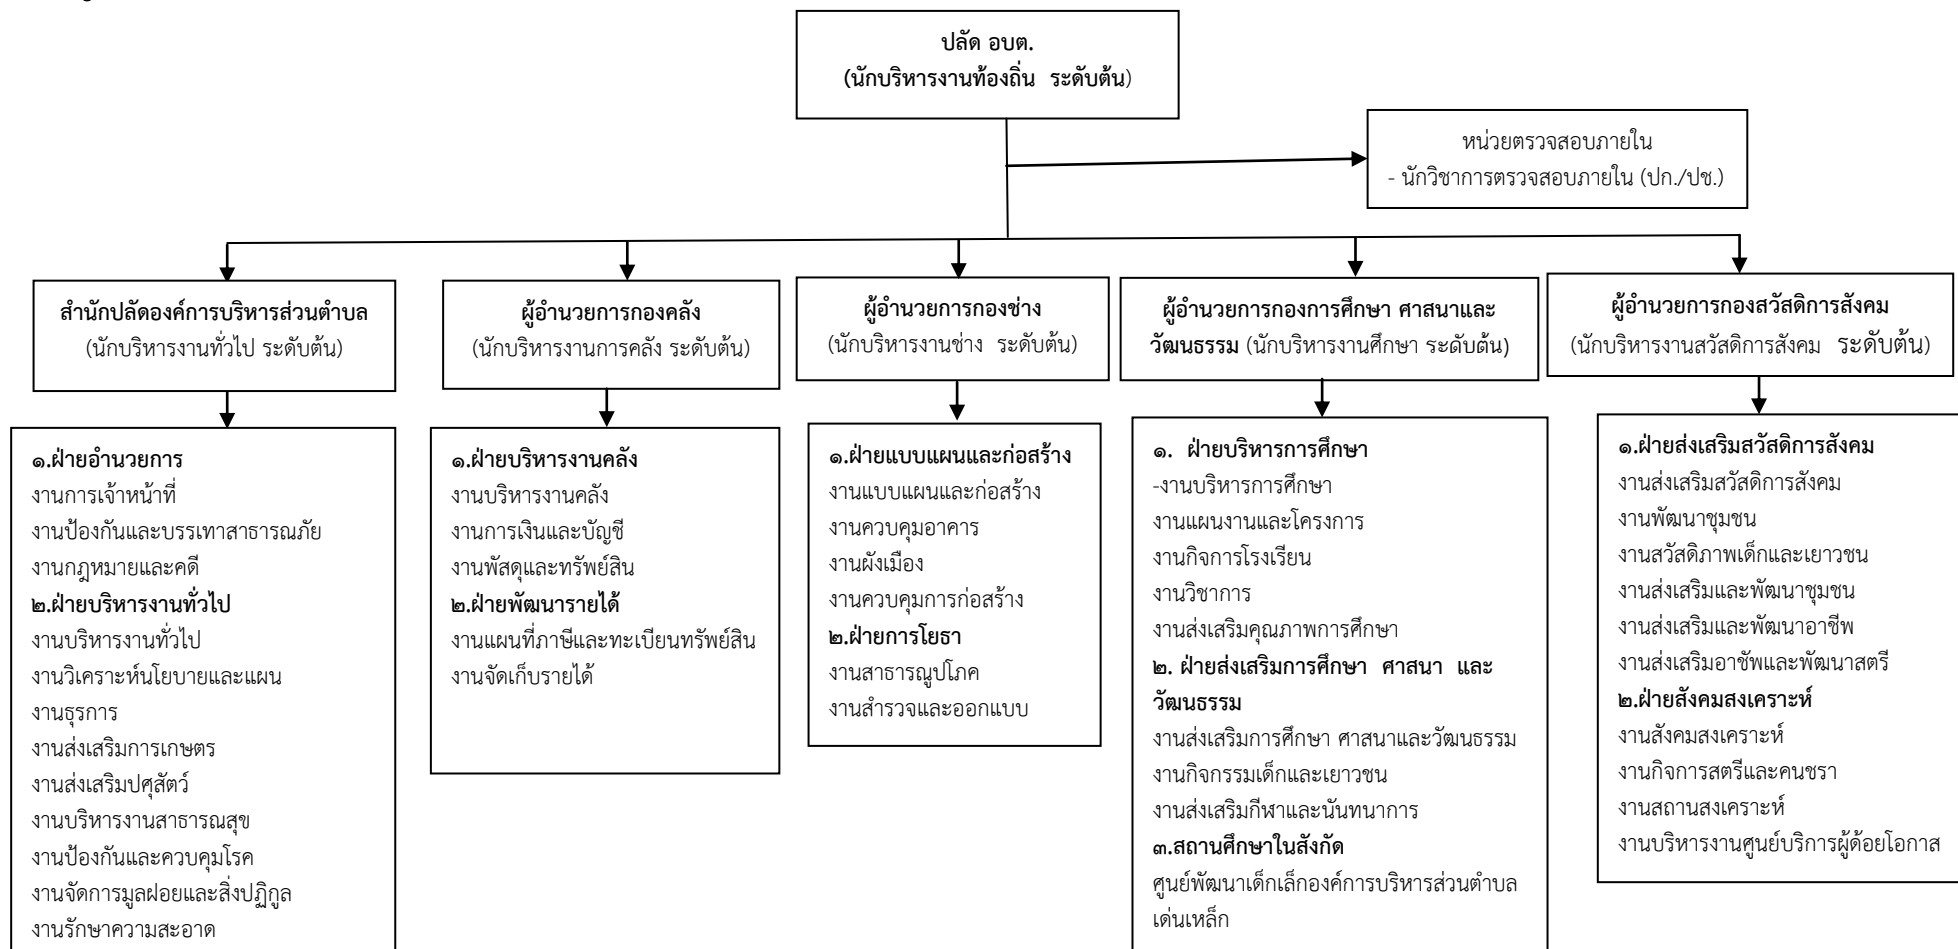 ปลัด อบต.
(นักบริหารงานท้องถิ่น ระดับต้น)
หน่วยตรวจสอบภายใน
- นักวิชาการตรวจสอบภายใน (ปก./ปช.)
สำนักปลัดองค์การบริหารส่วนตำบล
(นักบริหารงานทั่วไป ระดับต้น)
ผู้อำนวยการกองคลัง
(นักบริหารงานการคลัง ระดับต้น)
ผู้อำนวยการกองช่าง
(นักบริหารงานช่าง ระดับต้น)
ผู้อำนวยการกองการศึกษา ศาสนาและ
วัฒนธรรม (นักบริหารงานศึกษา ระดับต้น)
ผู้อำนวยการกองสวัสดิการสังคม
(นักบริหารงานสวัสดิการสังคม ระดับต้น)
๑.ฝ่ายอำนวยการ
งานการเจ้าหน้าที่
งานป้องกันและบรรเทาสาธารณภัย
งานกฎหมายและคดี
๒.ฝ่ายบริหารงานทั่วไป
งานบริหารงานทั่วไป
งานวิเคราะห์นโยบายและแผน
งานธุรการ
งานส่งเสริมการเกษตร
งานส่งเสริมปศุสัตว์
งานบริหารงานสาธารณสุข
งานป้องกันและควบคุมโรค
งานจัดการมูลฝอยและสิ่งปฏิกูล
งานรักษาความสะอาด
๑.ฝ่ายบริหารงานคลัง
งานบริหารงานคลัง
งานการเงินและบัญชี
งานพัสดุและทรัพย์สิน
๒.ฝ่ายพัฒนารายได้
งานแผนที่ภาษีและทะเบียนทรัพย์สิน
งานจัดเก็บรายได้
๑.ฝ่ายแบบแผนและก่อสร้าง
งานแบบแผนและก่อสร้าง
งานควบคุมอาคาร
งานผังเมือง
งานควบคุมการก่อสร้าง
๒.ฝ่ายการโยธา
งานสาธารณูปโภค
งานสำรวจและออกแบบ
๑. ฝ่ายบริหารการศึกษา
-งานบริหารการศึกษา
งานแผนงานและโครงการ
งานกิจการโรงเรียน
งานวิชาการ
งานส่งเสริมคุณภาพการศึกษา
๒. ฝ่ายส่งเสริมการศึกษา ศาสนา และ
วัฒนธรรม
งานส่งเสริมการศึกษา ศาสนาและวัฒนธรรม
งานกิจกรรมเด็กและเยาวชน
งานส่งเสริมกีฬาและนันทนาการ
๓.สถานศึกษาในสังกัด
ศูนย์พัฒนาเด็กเล็กองค์การบริหารส่วนตำบล
เด่นเหล็ก
๑.ฝ่ายส่งเสริมสวัสดิการสังคม
งานส่งเสริมสวัสดิการสังคม
งานพัฒนาชุมชน
งานสวัสดิภาพเด็กและเยาวชน
งานส่งเสริมและพัฒนาชุมชน
งานส่งเสริมและพัฒนาอาชีพ
งานส่งเสริมอาชัพและพัฒนาสตรี
๒.ฝ่ายสังคมสงเคราะห์
งานสังคมสงเคราะห์
งานกิจการสตรีและคนชรา
งานสถานสงเคราะห์
งานบริหารงานศูนย์บริการผู้ด้อยโอกาส